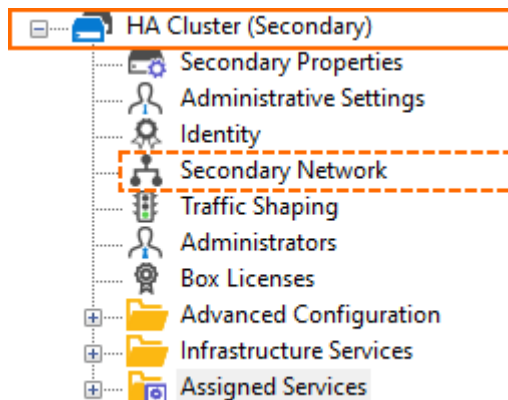 HA Cluster (Secondary)
Secondary Properties
Administrative Settings
Identity
Secondary Network
Traffic Shaping
Administrators
Box Licenses
Advanced Configuration
Infrastructure Services
Assigned Services